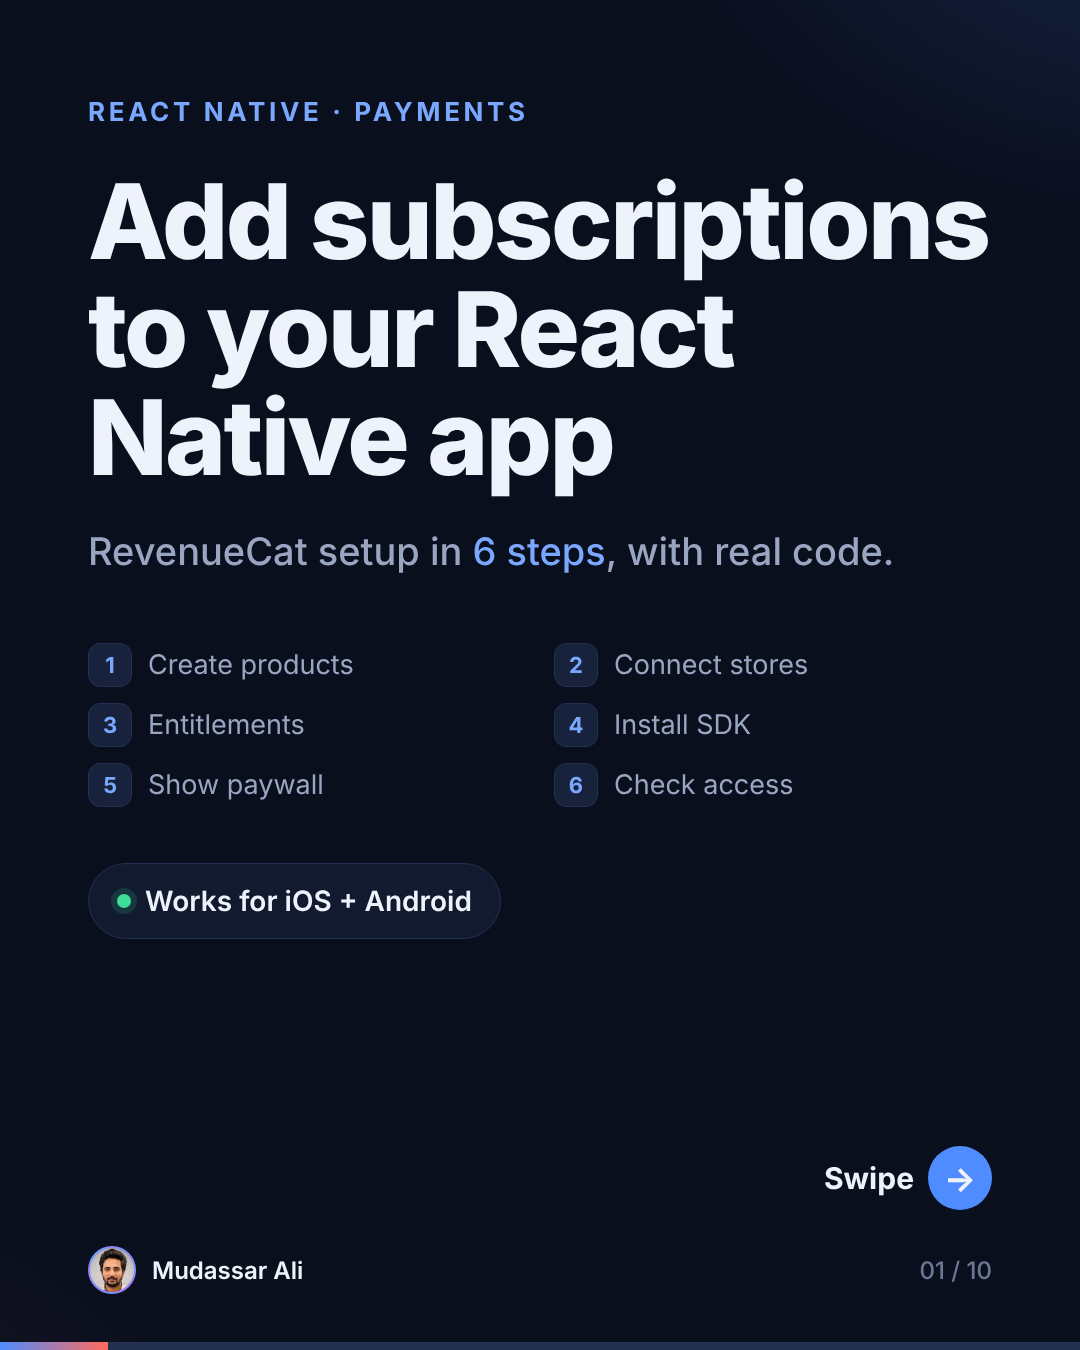 REACT NATIVE · PAYMENTS
Add subscriptions
to your React
Native app
RevenueCat setup in 6 steps, with real code.
1 Create products
2 Connect stores
3 Entitlements
4 Install SDK
5 Show paywall
6 Check access
Works for iOS + Android
Swipe →
Mudassar Ali
01 / 10